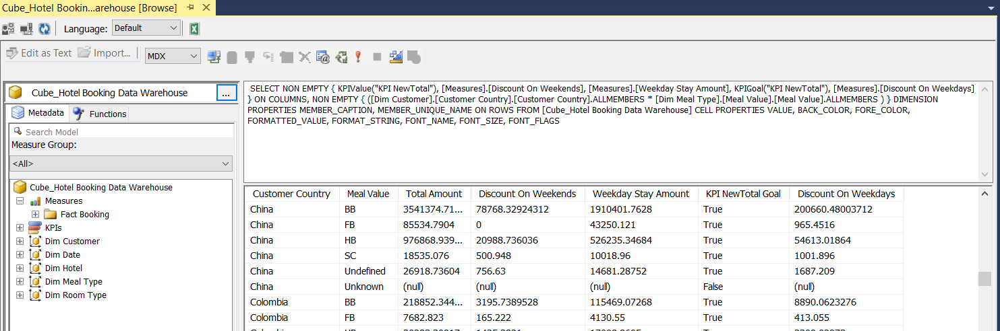 Cube_Hotel Bookin...arehouse [Browse]
Language: Default
Edit as Text Import... MDX
Cube_Hotel Booking Data Warehouse ...
Metadata Functions
Search Model
Measure Group:
<All>
Cube_Hotel Booking Data Warehouse
Measures
Fact Booking
KPIs
Dim Customer
Dim Date
Dim Hotel
Dim Meal Type
Dim Room Type
SELECT NON EMPTY { KPIValue("KPI NewTotal"), [Measures].[Discount On Weekends], [Measures].[Weekday Stay Amount], KPIGoal("KPI NewTotal"), [Measures].[Discount On Weekdays]
} ON COLUMNS, NON EMPTY { ([Dim Customer].[Customer Country].[Customer Country].ALLMEMBERS * [Dim Meal Type].[Meal Value].[Meal Value].ALLMEMBERS ) } DIMENSION
PROPERTIES MEMBER_CAPTION, MEMBER_UNIQUE_NAME ON ROWS FROM [Cube_Hotel Booking Data Warehouse] CELL PROPERTIES VALUE, BACK_COLOR, FORE_COLOR,
FORMATTED_VALUE, FORMAT_STRING, FONT_NAME, FONT_SIZE, FONT_FLAGS
Customer Country Meal Value Total Amount Discount On Weekends Weekday Stay Amount KPI NewTotal Goal Discount On Weekdays
China BB 3541374.71... 78768.32924312 1910401.7628 True 200660.48003712
China FB 85534.7904 0 43250.121 True 965.4516
China HB 976868.939... 20988.736036 526235.34684 True 54613.01864
China SC 18535.076 500.948 10018.96 True 1001.896
China Undefined 26918.73604 756.63 14681.28752 True 1687.209
China Unknown (null) (null) (null) False (null)
Colombia BB 218852.344... 3195.7389528 115469.07268 True 8890.0623276
Colombia FB 7682.823 165.222 4130.55 True 413.055